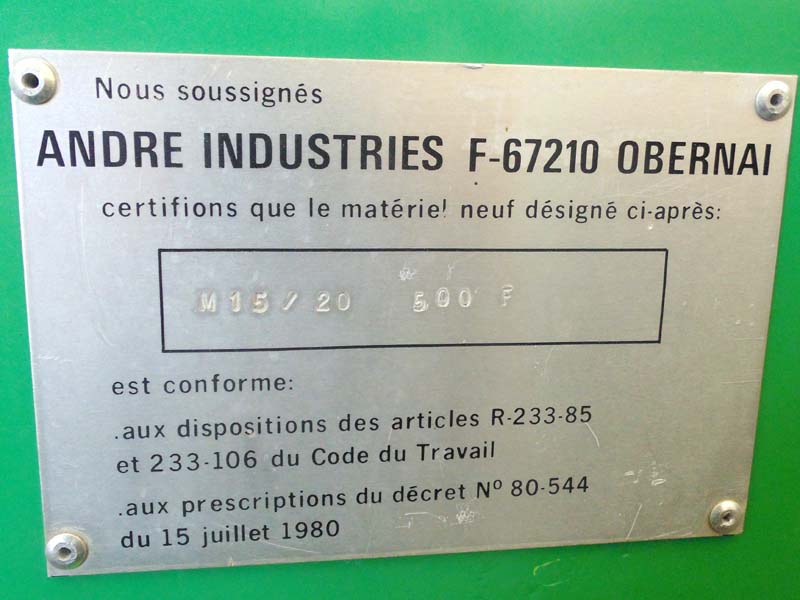 Nous soussignés
ANDRE INDUSTRIES F-67210 OBERNAI
certifions que le matériel neuf désigné ci-après:
M15/20 500 F
est conforme:
.aux dispositions des articles R-233-85
et 233-106 du Code du Travail
.aux prescriptions du décret Nº 80-544
du 15 juillet 1980